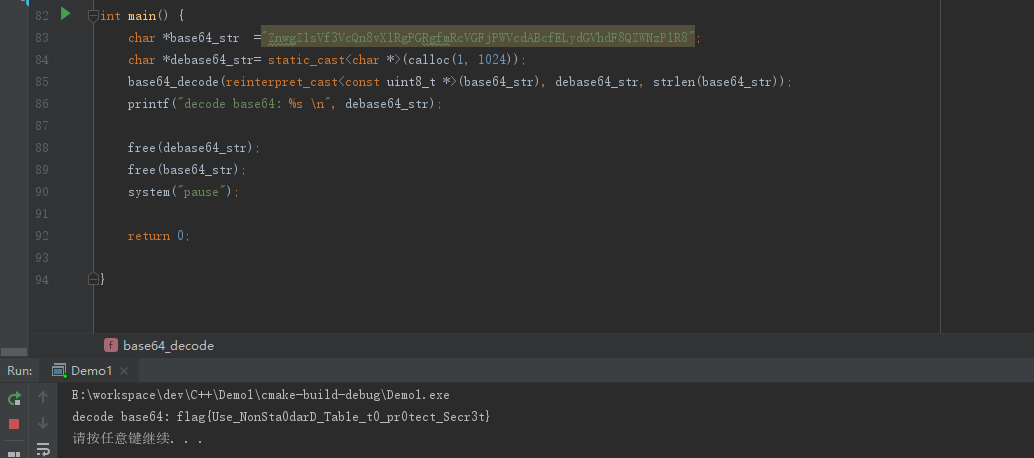 82 int main() {
83 char *base64_str ="ZnwgZlsVf3VcQn8vXlRgPGRgfmRcVGFjPWVcdABcfELydGVhdF8QZWNzP1R8";
84 char *debase64_str= static_cast<char *>(calloc(1, 1024));
85 base64_decode(reinterpret_cast<const uint8_t *>(base64_str), debase64_str, strlen(base64_str));
86 printf("decode base64: %s \n", debase64_str);
87
88 free(debase64_str);
89 free(base64_str);
90 system("pause");
91
92 return 0;
93
94 }
f base64_decode
Run: Demo1 ×
E:\workspace\dev\C++\Demo1\cmake-build-debug\Demo1.exe
decode base64: flag{Use_NonSta0darD_Table_t0_pr0tect_Secr3t}
请按任意键继续. . .